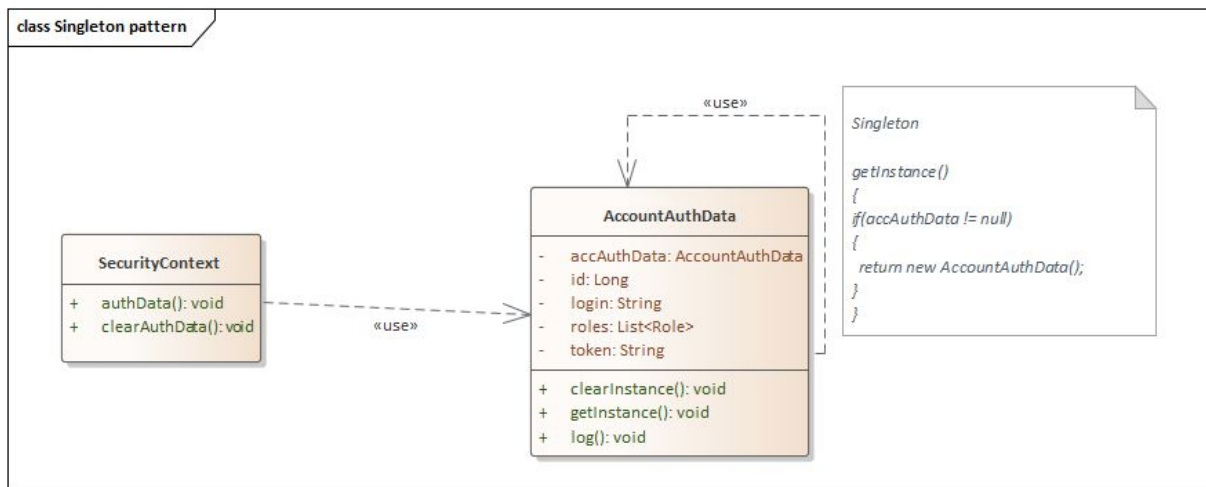 class Singleton pattern
«use»
Singleton
getInstance()
{
if(accAuthData != null)
{
return new AccountAuthData();
}
}
AccountAuthData
- accAuthData: AccountAuthData
- id: Long
- login: String
- roles: List<Role>
- token: String
+ clearInstance(): void
+ getInstance(): void
+ log(): void
SecurityContext
+ authData(): void
+ clearAuthData(): void
«use»